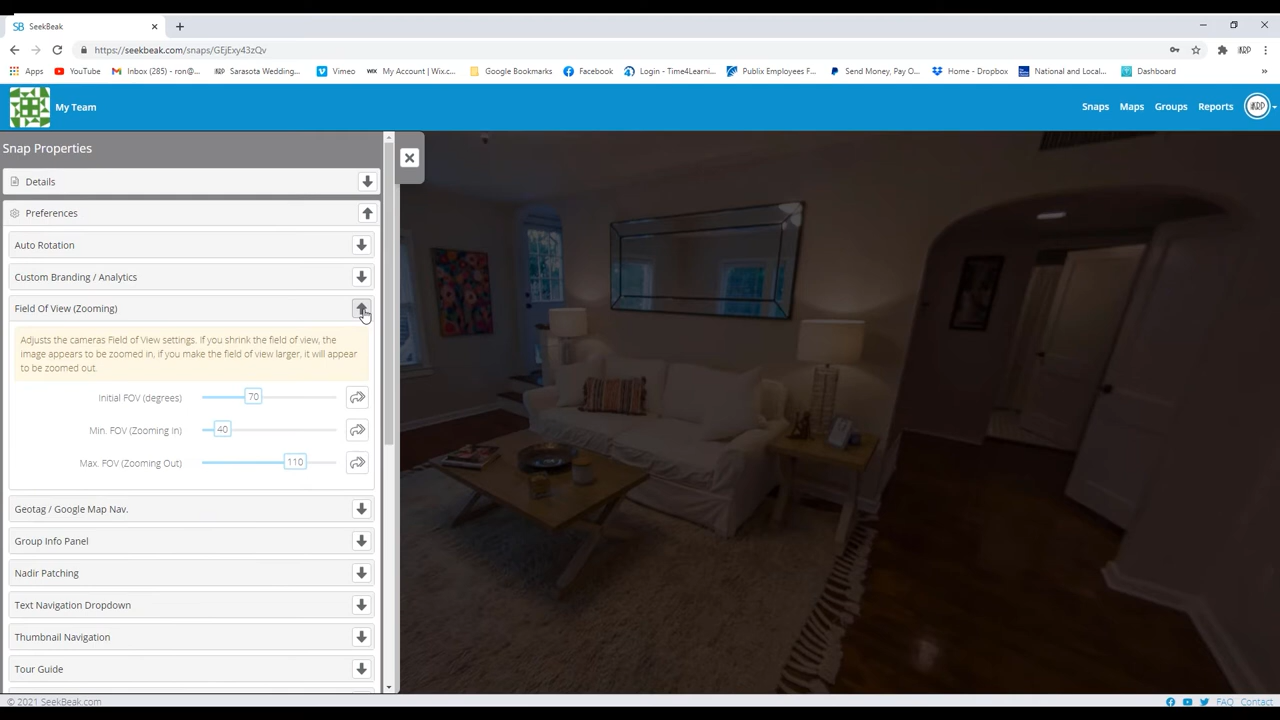 SB SeekBeak
https://seekbeak.com/snaps/GEjExy43zQv
Apps YouTube Inbox (285) - ron@... Sarasota Wedding... Vimeo WIX My Account | Wix.c... Google Bookmarks Facebook Login - Time4Learni... Publix Employees F... Send Money, Pay O... Home - Dropbox National and Local... Dashboard
My Team
Snaps Maps Groups Reports
Snap Properties
Details
Preferences
Auto Rotation
Custom Branding / Analytics
Field Of View (Zooming)
Adjusts the cameras Field of View settings. If you shrink the field of view, the
image appears to be zoomed in, if you make the field of view larger, it will appear
to be zoomed out.
Initial FOV (degrees) 70
Min. FOV (Zooming In) 40
Max. FOV (Zooming Out) 110
Geotag / Google Map Nav.
Group Info Panel
Nadir Patching
Text Navigation Dropdown
Thumbnail Navigation
Tour Guide
© 2021 SeekBeak.com
FAQ Contact